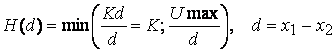 H(d) = min(Kd/d = K; Umax/d), d = x₁ − x₂